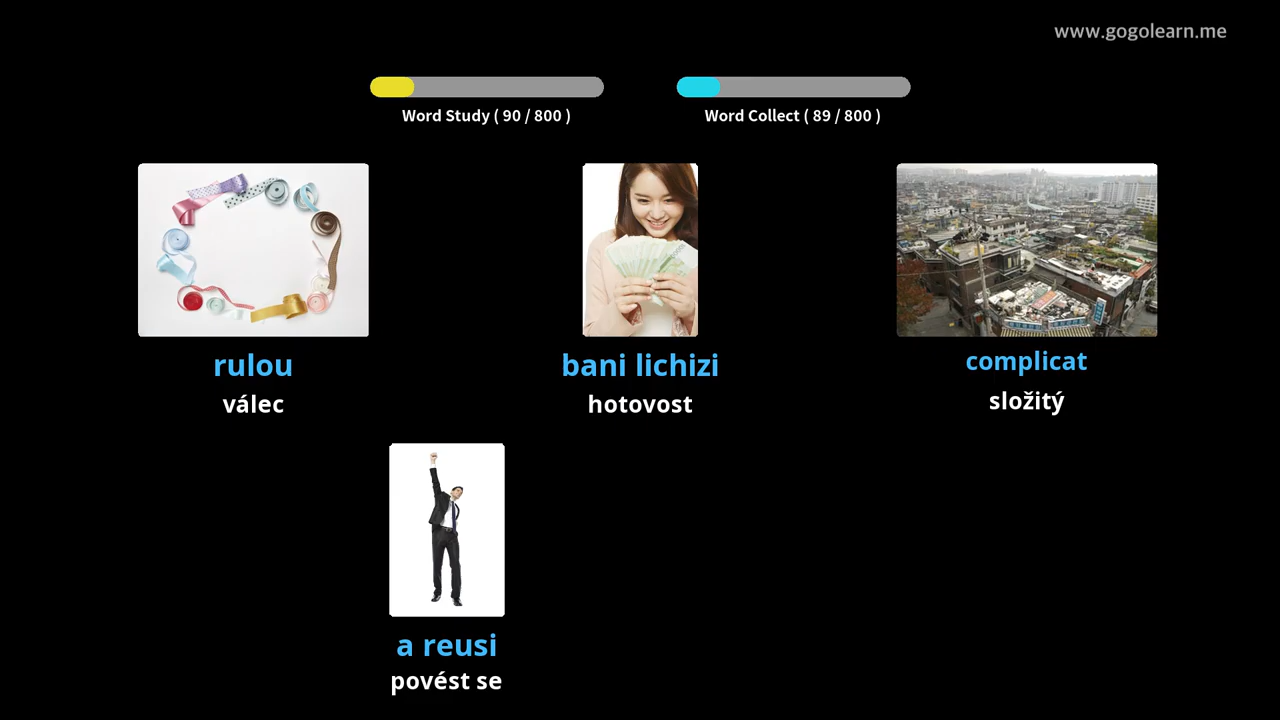 www.gogolearn.me
Word Study ( 90 / 800 )
Word Collect ( 89 / 800 )
rulou
válec
bani lichizi
hotovost
complicat
složitý
a reusi
povést se